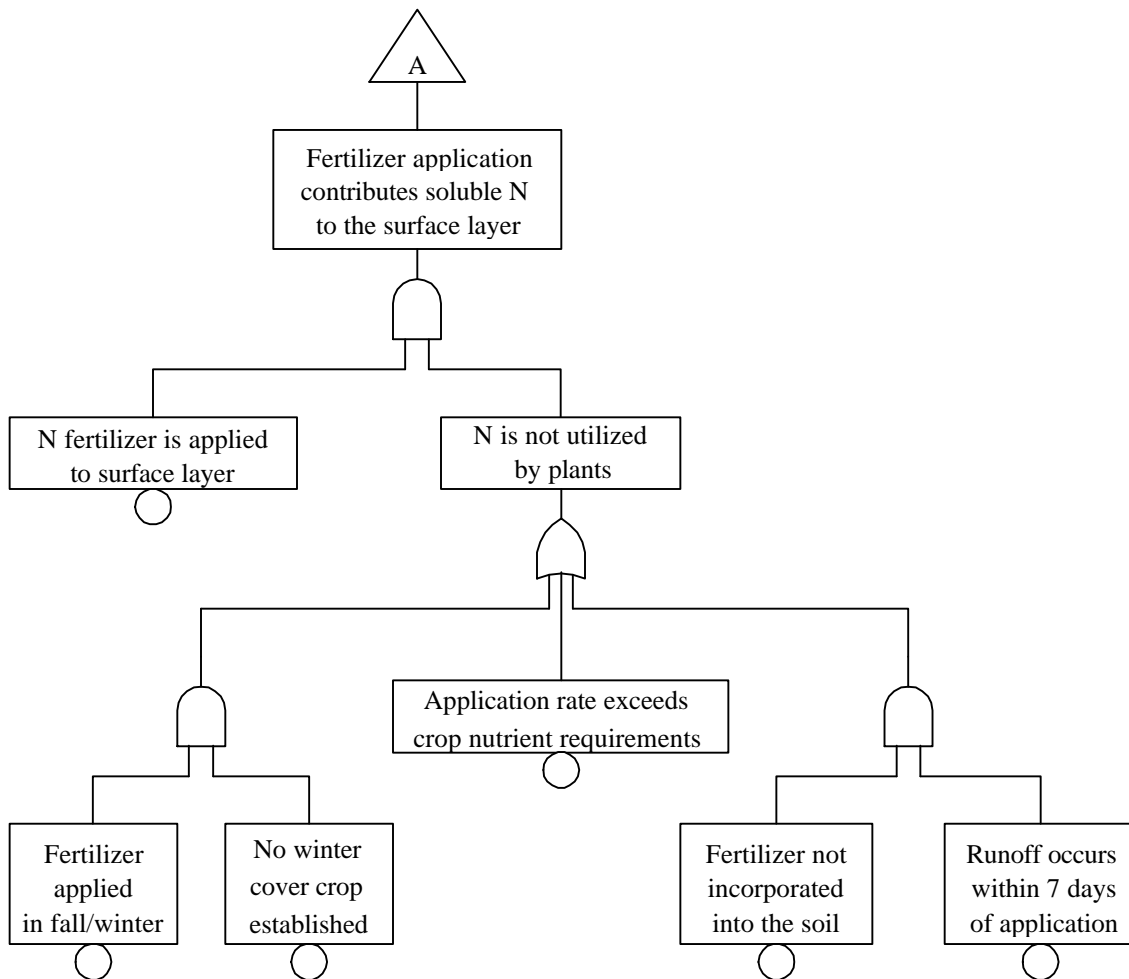 A
Fertilizer application
contributes soluble N
to the surface layer
N fertilizer is applied
to surface layer
N is not utilized
by plants
Application rate exceeds
crop nutrient requirements
Fertilizer
applied
in fall/winter
No winter
cover crop
established
Fertilizer not
incorporated
into the soil
Runoff occurs
within 7 days
of application